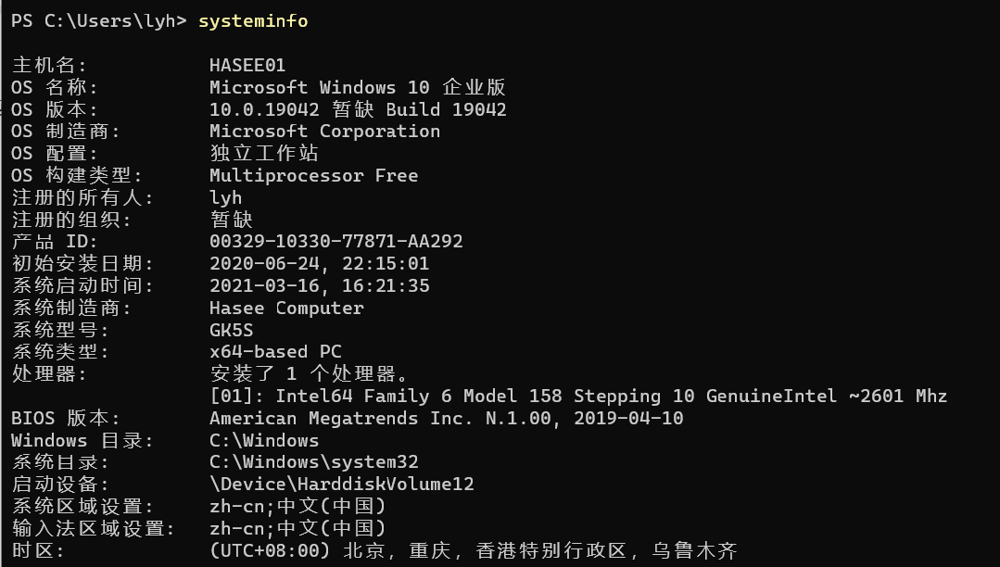 PS C:\Users\lyh> systeminfo
主机名: HASEE01
OS 名称: Microsoft Windows 10 企业版
OS 版本: 10.0.19042 暂缺 Build 19042
OS 制造商: Microsoft Corporation
OS 配置: 独立工作站
OS 构建类型: Multiprocessor Free
注册的所有人: lyh
注册的组织: 暂缺
产品 ID: 00329-10330-77871-AA292
初始安装日期: 2020-06-24, 22:15:01
系统启动时间: 2021-03-16, 16:21:35
系统制造商: Hasee Computer
系统型号: GK5S
系统类型: x64-based PC
处理器: 安装了 1 个处理器。
[01]: Intel64 Family 6 Model 158 Stepping 10 GenuineIntel ~2601 Mhz
BIOS 版本: American Megatrends Inc. N.1.00, 2019-04-10
Windows 目录: C:\Windows
系统目录: C:\Windows\system32
启动设备: \Device\HarddiskVolume12
系统区域设置: zh-cn;中文(中国)
输入法区域设置: zh-cn;中文(中国)
时区: (UTC+08:00) 北京，重庆，香港特别行政区，乌鲁木齐